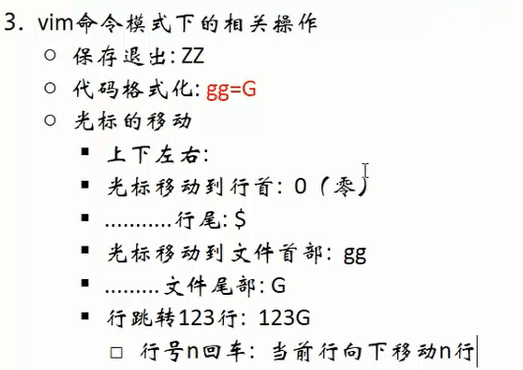 3. vim命令模式下的相关操作
○ 保存退出: ZZ
○ 代码格式化: gg=G
○ 光标的移动
▪ 上下左右:
▪ 光标移动到行首: 0（零）
▪ ...........行尾: $
▪ 光标移动到文件首部: gg
▪ .........文件尾部: G
▪ 行跳转123行: 123G
□ 行号n回车: 当前行向下移动n行